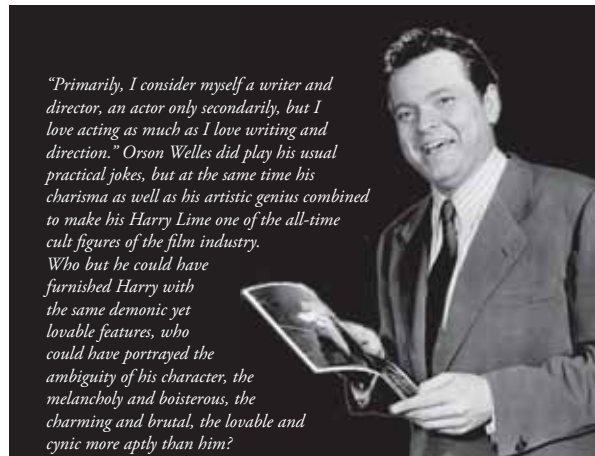 “Primarily, I consider myself a writer and
director, an actor only secondarily, but I
love acting as much as I love writing and
direction.” Orson Welles did play his usual
practical jokes, but at the same time his
charisma as well as his artistic genius combined
to make his Harry Lime one of the all-time
cult figures of the film industry.
Who but he could have
furnished Harry with
the same demonic yet
lovable features, who
could have portrayed the
ambiguity of his character, the
melancholy and boisterous, the
charming and brutal, the lovable and
cynic more aptly than him?